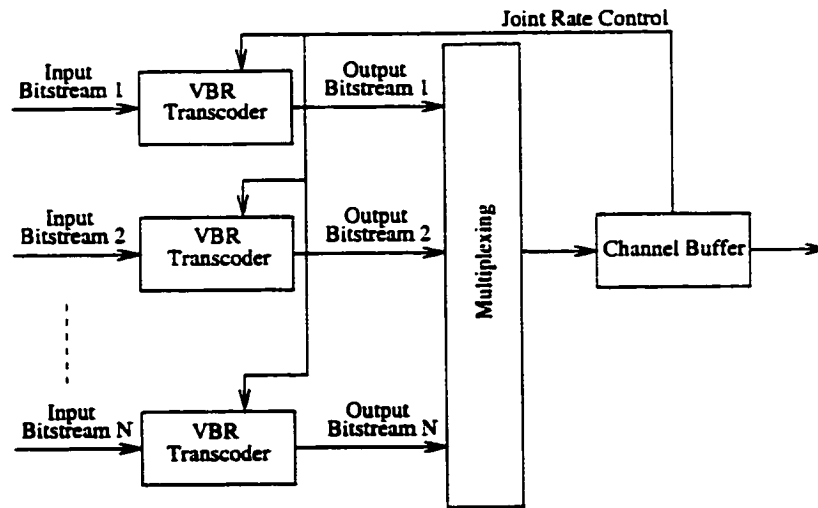 Joint Rate Control
Input
Bitstream 1
VBR
Transcoder
Output
Bitstream 1
Input
Bitstream 2
VBR
Transcoder
Output
Bitstream 2
Multiplexing
Channel Buffer
Input
Bitstream N
VBR
Transcoder
Output
Bitstream N